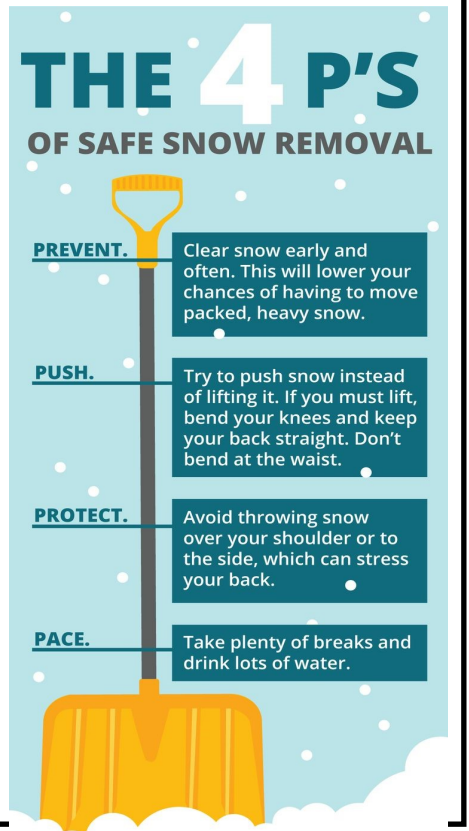 THE 4 P'S
OF SAFE SNOW REMOVAL
PREVENT.
Clear snow early and
often. This will lower your
chances of having to move
packed, heavy snow.
PUSH.
Try to push snow instead
of lifting it. If you must lift,
bend your knees and keep
your back straight. Don't
bend at the waist.
PROTECT.
Avoid throwing snow
over your shoulder or to
the side, which can stress
your back.
PACE.
Take plenty of breaks and
drink lots of water.